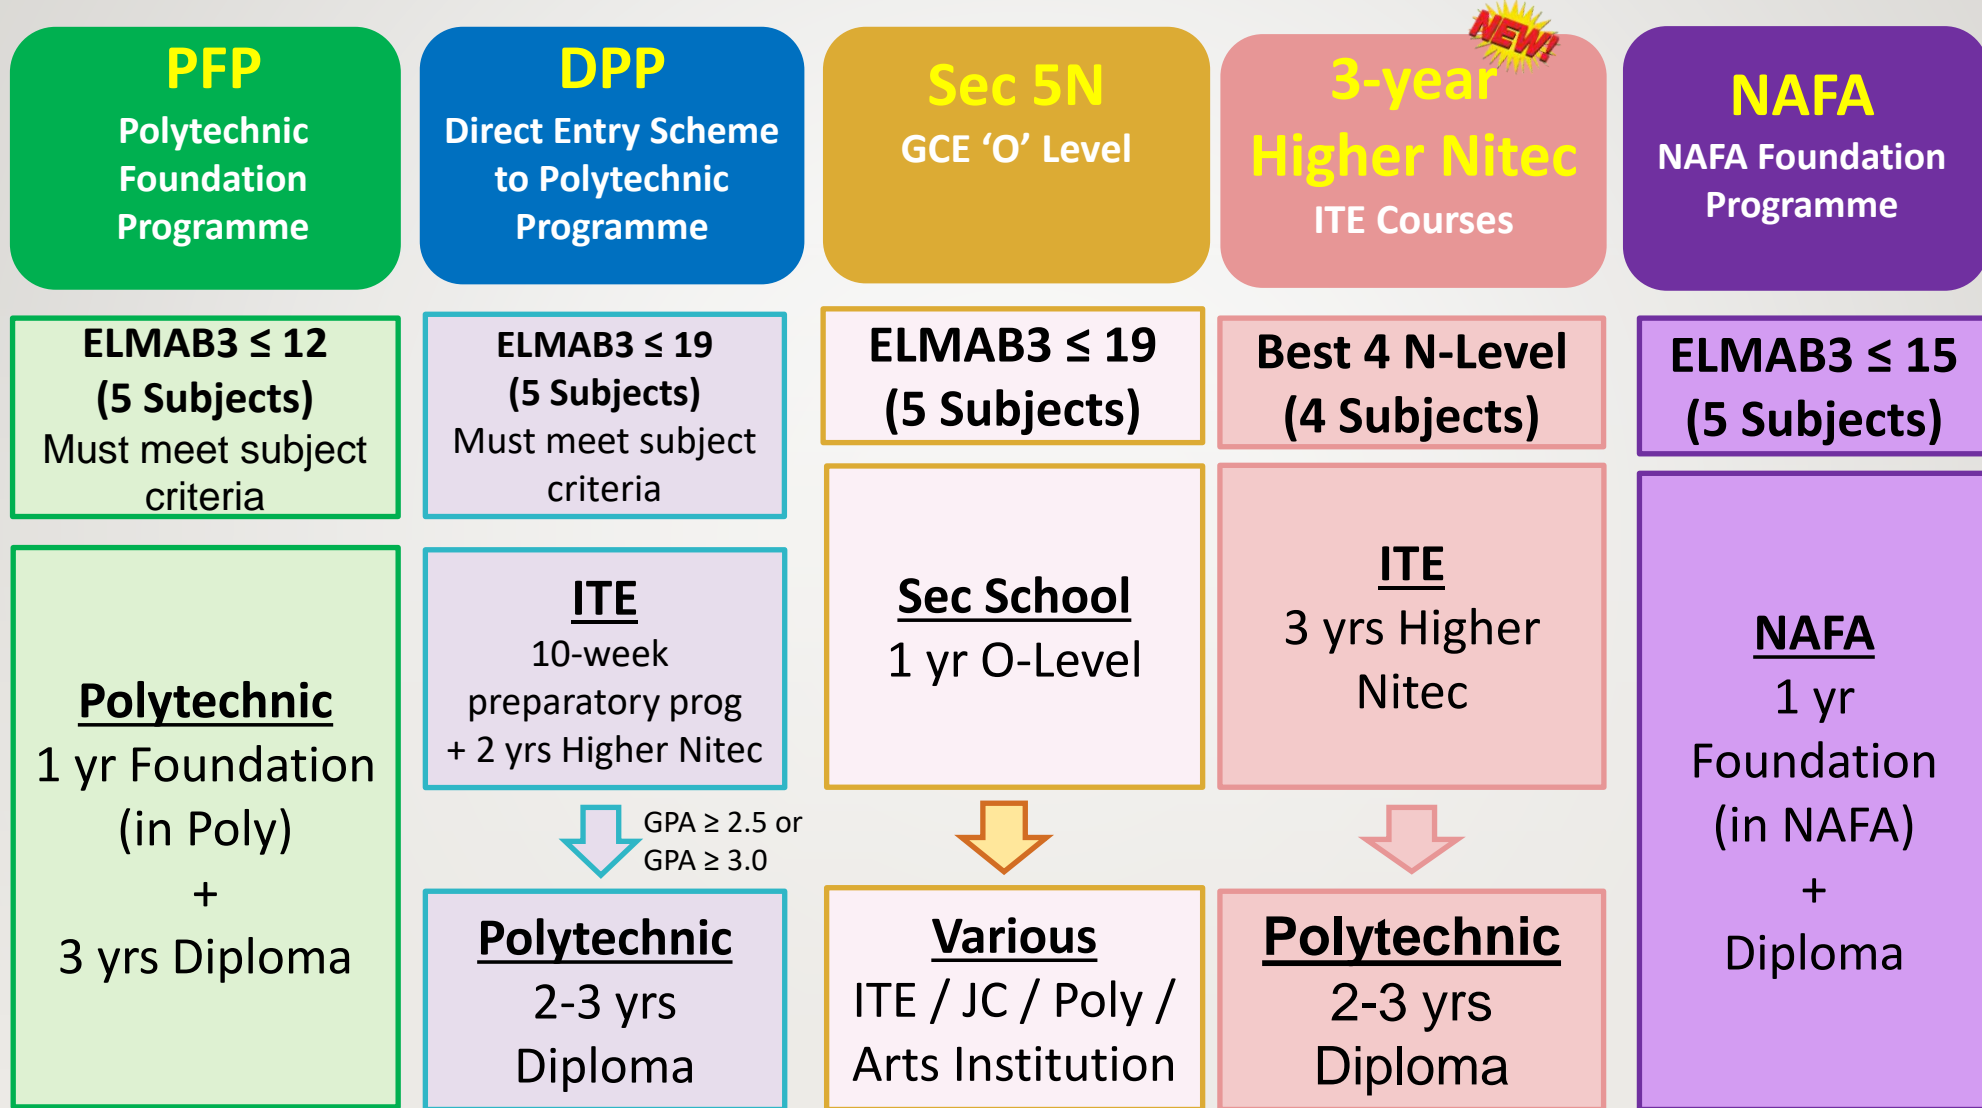 PFP
Polytechnic
Foundation
Programme
ELMAB3 ≤ 12
(5 Subjects)
Must meet subject
criteria
Polytechnic
1 yr Foundation
(in Poly)
+
3 yrs Diploma
DPP
Direct Entry Scheme
to Polytechnic
Programme
ELMAB3 ≤ 19
(5 Subjects)
Must meet subject
criteria
ITE
10-week
preparatory prog
+ 2 yrs Higher Nitec
GPA ≥ 2.5 or
GPA ≥ 3.0
Polytechnic
2-3 yrs
Diploma
Sec 5N
GCE ‘O’ Level
ELMAB3 ≤ 19
(5 Subjects)
Sec School
1 yr O-Level
Various
ITE / JC / Poly /
Arts Institution
NEW!
3-year
Higher Nitec
ITE Courses
Best 4 N-Level
(4 Subjects)
ITE
3 yrs Higher
Nitec
Polytechnic
2-3 yrs
Diploma
NAFA
NAFA Foundation
Programme
ELMAB3 ≤ 15
(5 Subjects)
NAFA
1 yr
Foundation
(in NAFA)
+
Diploma